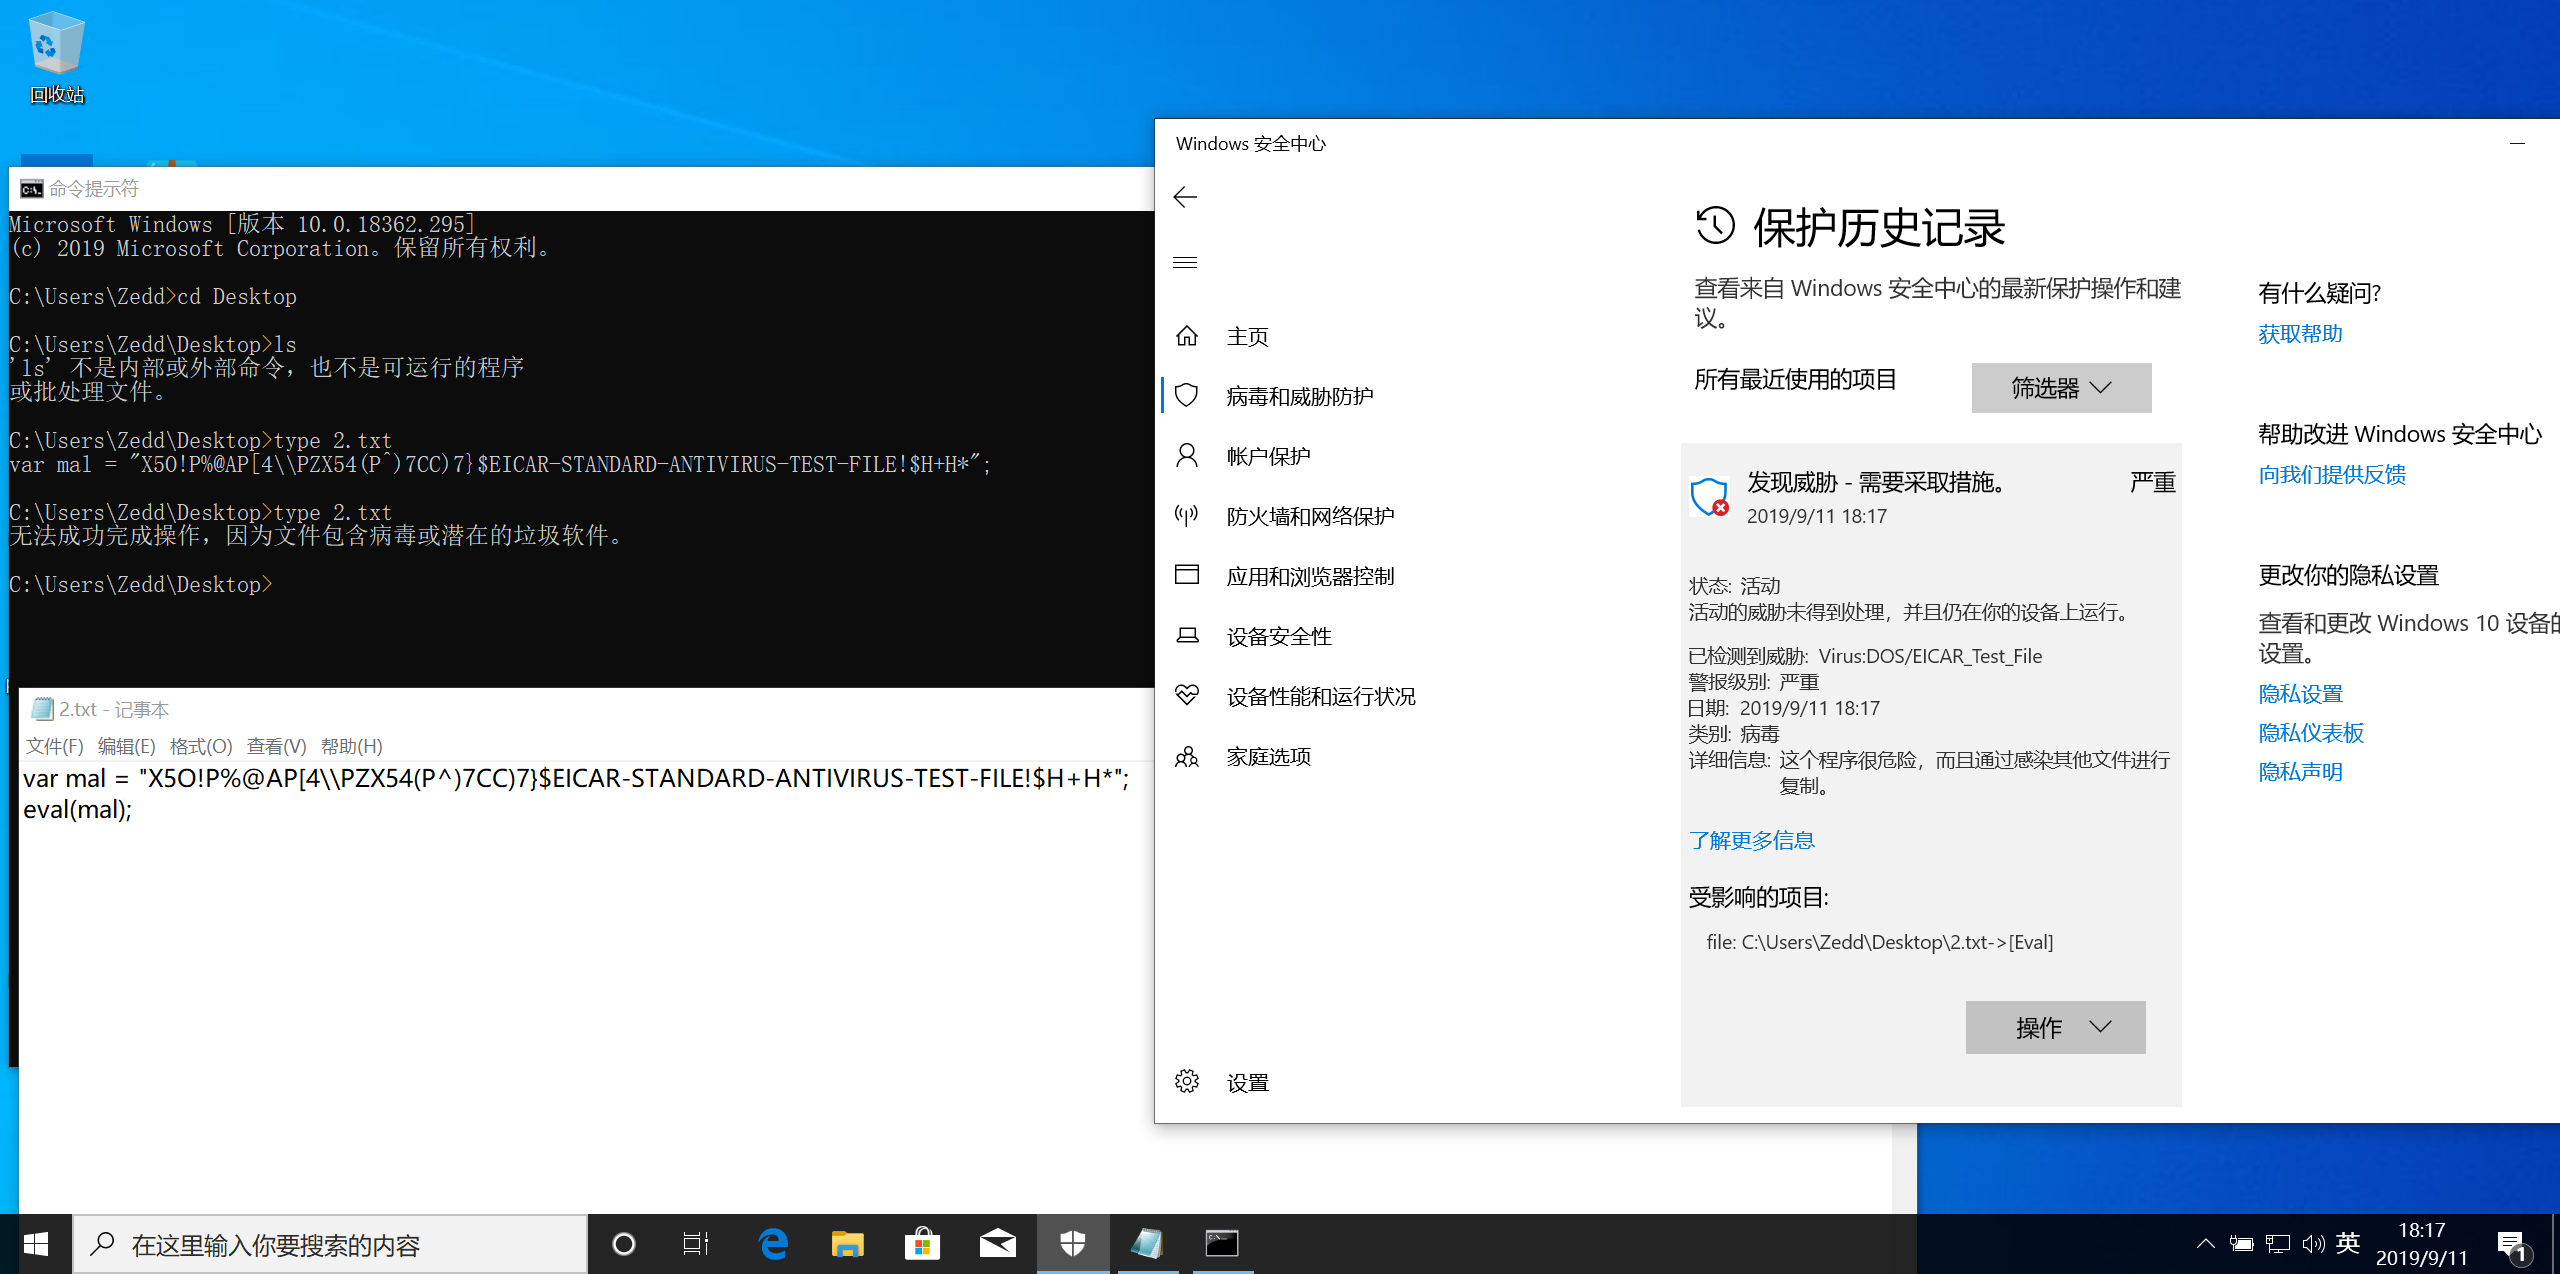 回收站
命令提示符
Microsoft Windows [版本 10.0.18362.295]
(c) 2019 Microsoft Corporation。保留所有权利。
C:\Users\Zedd>cd Desktop
C:\Users\Zedd\Desktop>ls
'ls' 不是内部或外部命令，也不是可运行的程序
或批处理文件。
C:\Users\Zedd\Desktop>type 2.txt
var mal = "X5O!P%@AP[4\\PZX54(P^)7CC)7}$EICAR-STANDARD-ANTIVIRUS-TEST-FILE!$H+H*";
C:\Users\Zedd\Desktop>type 2.txt
无法成功完成操作，因为文件包含病毒或潜在的垃圾软件。
C:\Users\Zedd\Desktop>
2.txt - 记事本
文件(F) 编辑(E) 格式(O) 查看(V) 帮助(H)
var mal = "X5O!P%@AP[4\\PZX54(P^)7CC)7}$EICAR-STANDARD-ANTIVIRUS-TEST-FILE!$H+H*";
eval(mal);
Windows 安全中心
主页
病毒和威胁防护
帐户保护
防火墙和网络保护
应用和浏览器控制
设备安全性
设备性能和运行状况
家庭选项
设置
保护历史记录
查看来自 Windows 安全中心的最新保护操作和建
议。
所有最近使用的项目
筛选器
发现威胁 - 需要采取措施。
严重
2019/9/11 18:17
状态: 活动
活动的威胁未得到处理，并且仍在你的设备上运行。
已检测到威胁: Virus:DOS/EICAR_Test_File
警报级别: 严重
日期: 2019/9/11 18:17
类别: 病毒
详细信息: 这个程序很危险，而且通过感染其他文件进行
复制。
了解更多信息
受影响的项目:
file: C:\Users\Zedd\Desktop\2.txt->[Eval]
操作
有什么疑问?
获取帮助
帮助改进 Windows 安全中心
向我们提供反馈
更改你的隐私设置
查看和更改 Windows 10 设备的
设置。
隐私设置
隐私仪表板
隐私声明
在这里输入你要搜索的内容
英
18:17
2019/9/11
1